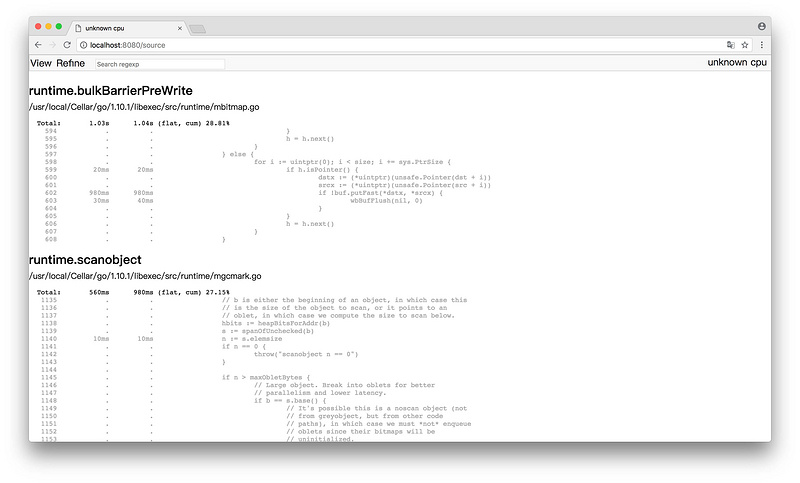 unknown cpu
localhost:8080/source
View Refine Search regexp unknown cpu
runtime.bulkBarrierPreWrite
/usr/local/Cellar/go/1.10.1/libexec/src/runtime/mbitmap.go
Total: 1.03s 1.04s (flat, cum) 28.81%
594 . . }
595 . . h = h.next()
596 . . }
597 . . } else {
598 . . for i := uintptr(0); i < size; i += sys.PtrSize {
599 20ms 20ms if h.isPointer() {
600 . . dstx := (*uintptr)(unsafe.Pointer(dst + i))
601 . . srcx := (*uintptr)(unsafe.Pointer(src + i))
602 980ms 980ms if !buf.putFast(*dstx, *srcx) {
603 30ms 40ms wbBufFlush(nil, 0)
604 . . }
605 . . }
606 . . h = h.next()
607 . . }
608 . . }
runtime.scanobject
/usr/local/Cellar/go/1.10.1/libexec/src/runtime/mgcmark.go
Total: 560ms 980ms (flat, cum) 27.15%
1135 . . // b is either the beginning of an object, in which case this
1136 . . // is the size of the object to scan, or it points to an
1137 . . // oblet, in which case we compute the size to scan below.
1138 . . hbits := heapBitsForAddr(b)
1139 . . s := spanOfUnchecked(b)
1140 10ms 10ms n := s.elemsize
1141 . . if n == 0 {
1142 . . throw("scanobject n == 0")
1143 . . }
1144 . .
1145 . . if n > maxObletBytes {
1146 . . // Large object. Break into oblets for better
1147 . . // parallelism and lower latency.
1148 . . if b == s.base() {
1149 . . // It's possible this is a noscan object (not
1150 . . // from greyobject, but from other code
1151 . . // paths), in which case we must *not* enqueue
1152 . . // oblets since their bitmaps will be
1153 . . // uninitialized.